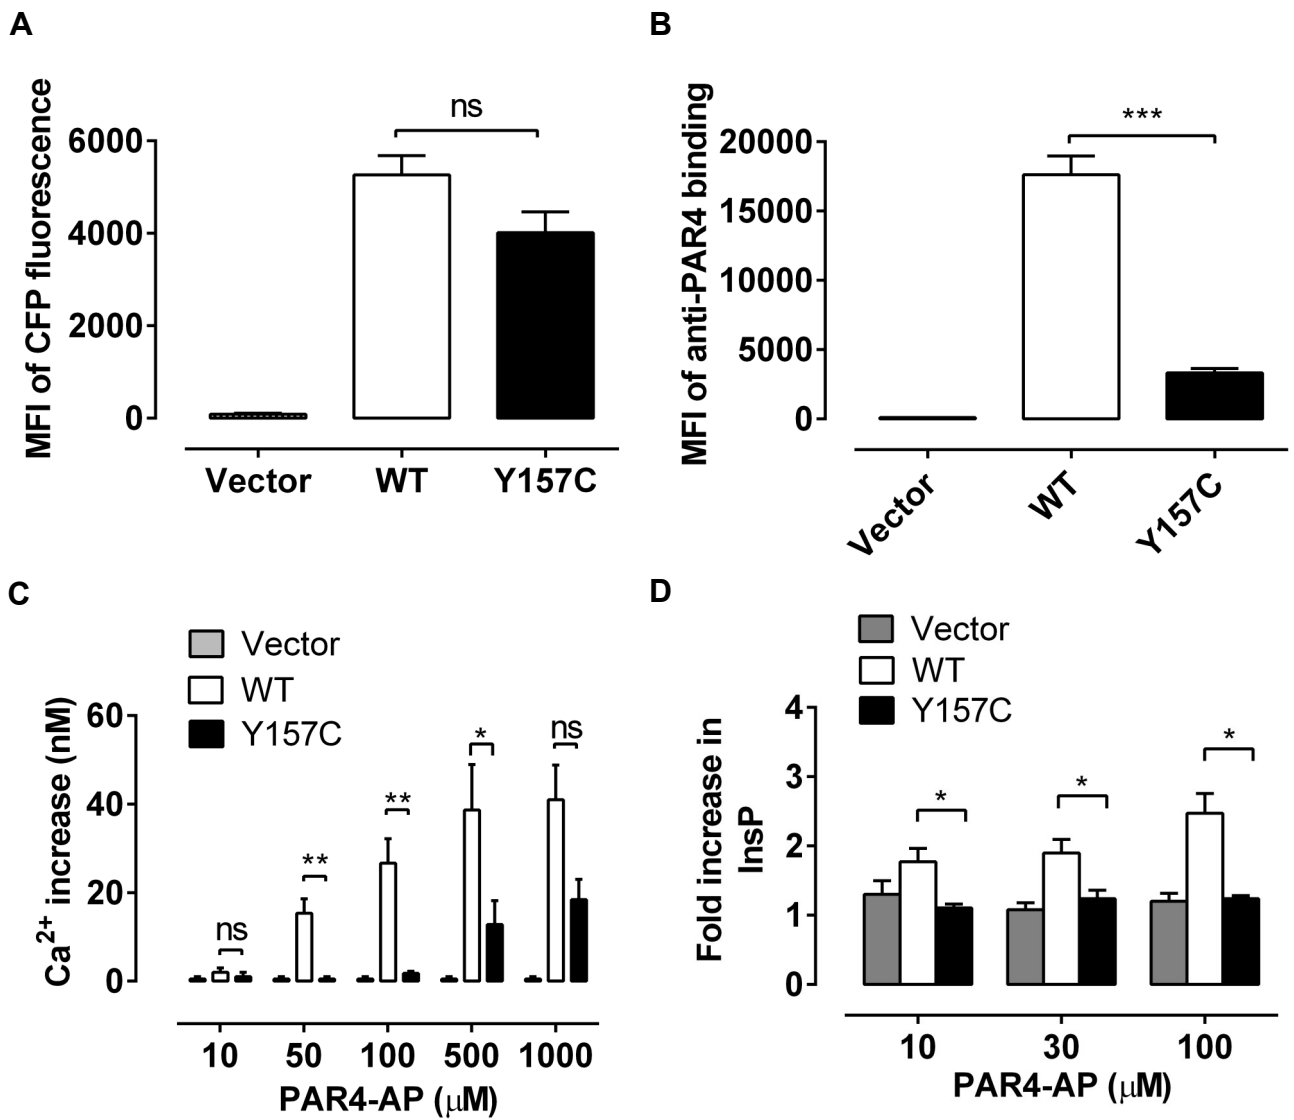 A
MFI of CFP fluorescence
6000
4000
2000
0
ns
Vector WT Y157C
B
MFI of anti-PAR4 binding
20000
15000
10000
5000
0
***
Vector WT Y157C
C
Vector
WT
Y157C
Ca2+ increase (nM)
60
40
20
0
ns ** ** * ns
10 50 100 500 1000
PAR4-AP (μM)
D
Vector
WT
Y157C
Fold increase in
InsP
4
3
2
1
0
* * *
10 30 100
PAR4-AP (μM)